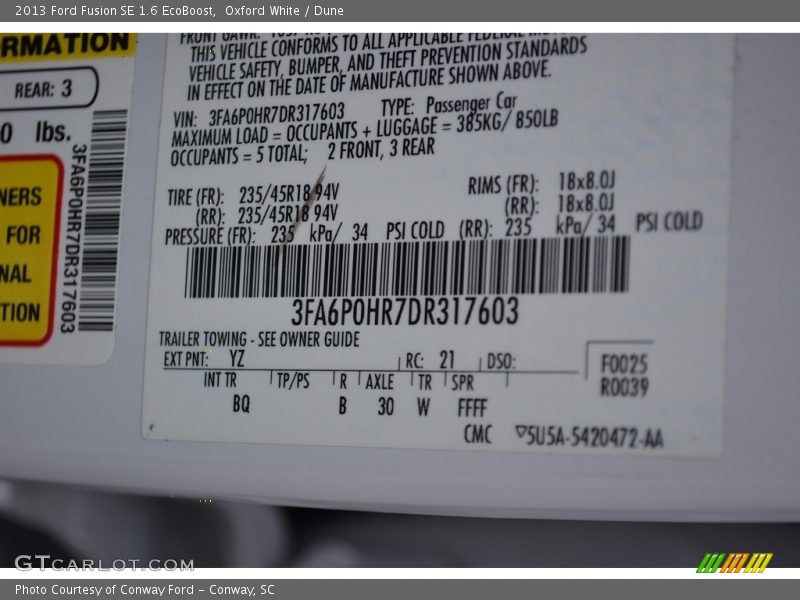 2013 Ford Fusion SE 1.6 EcoBoost, Oxford White / Dune
RMATION
REAR: 3
0 lbs.
3FA6P0HR7DR317603
NERS
FOR
NAL
TION
THIS VEHICLE CONFORMS TO ALL APPLICABLE FEDERAL MOTOR
VEHICLE SAFETY, BUMPER, AND THEFT PREVENTION STANDARDS
IN EFFECT ON THE DATE OF MANUFACTURE SHOWN ABOVE.
VIN: 3FA6P0HR7DR317603 TYPE: Passenger Car
MAXIMUM LOAD = OCCUPANTS + LUGGAGE = 385KG/ 850LB
OCCUPANTS = 5 TOTAL; 2 FRONT, 3 REAR
TIRE (FR): 235/45R18 94V RIMS (FR): 18x8.0J
(RR): 235/45R18 94V (RR): 18x8.0J
PRESSURE (FR): 235 kPa/ 34 PSI COLD (RR): 235 kPa/ 34 PSI COLD
3FA6P0HR7DR317603
TRAILER TOWING - SEE OWNER GUIDE
EXT PNT: YZ RC: 21 DSO: F0025
INT TR TP/PS R AXLE TR SPR R0039
BQ B 30 W FFFF
CMC ▽5U5A-5420472-AA
GTCARLOT.COM
Photo Courtesy of Conway Ford - Conway, SC